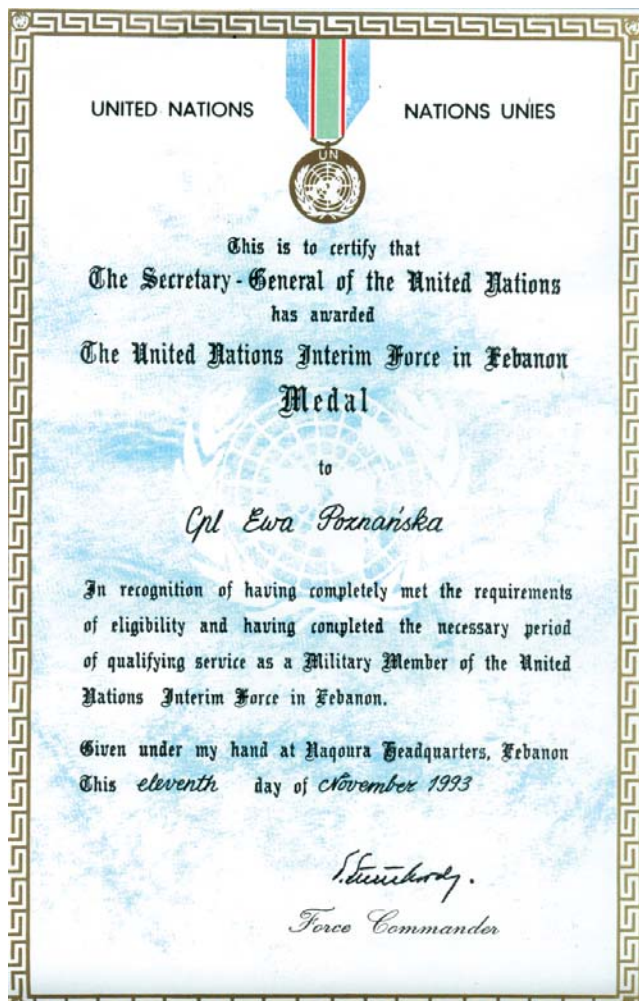 UNITED NATIONS
NATIONS UNIES
UN
This is to certify that
The Secretary-General of the United Nations
has awarded
The United Nations Interim Force in Lebanon
Medal
to
Cpl Ewa Poznańska
In recognition of having completely met the requirements
of eligibility and having completed the necessary period
of qualifying service as a Military Member of the United
Nations Interim Force in Lebanon.
Given under my hand at Naqoura Headquarters, Lebanon
This eleventh day of November 1993
Force Commander